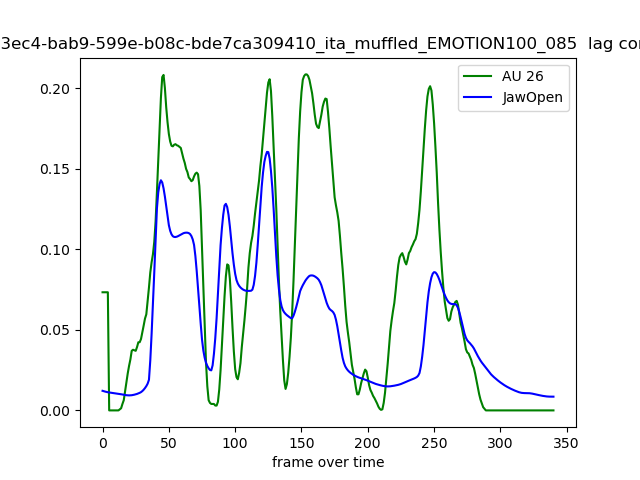 3ec4-bab9-599e-b08c-bde7ca309410_ita_muffled_EMOTION100_085 lag
AU 26
JawOpen
0.20
0.15
0.10
0.05
0.00
0 50 100 150 200 250 300 350
frame over time